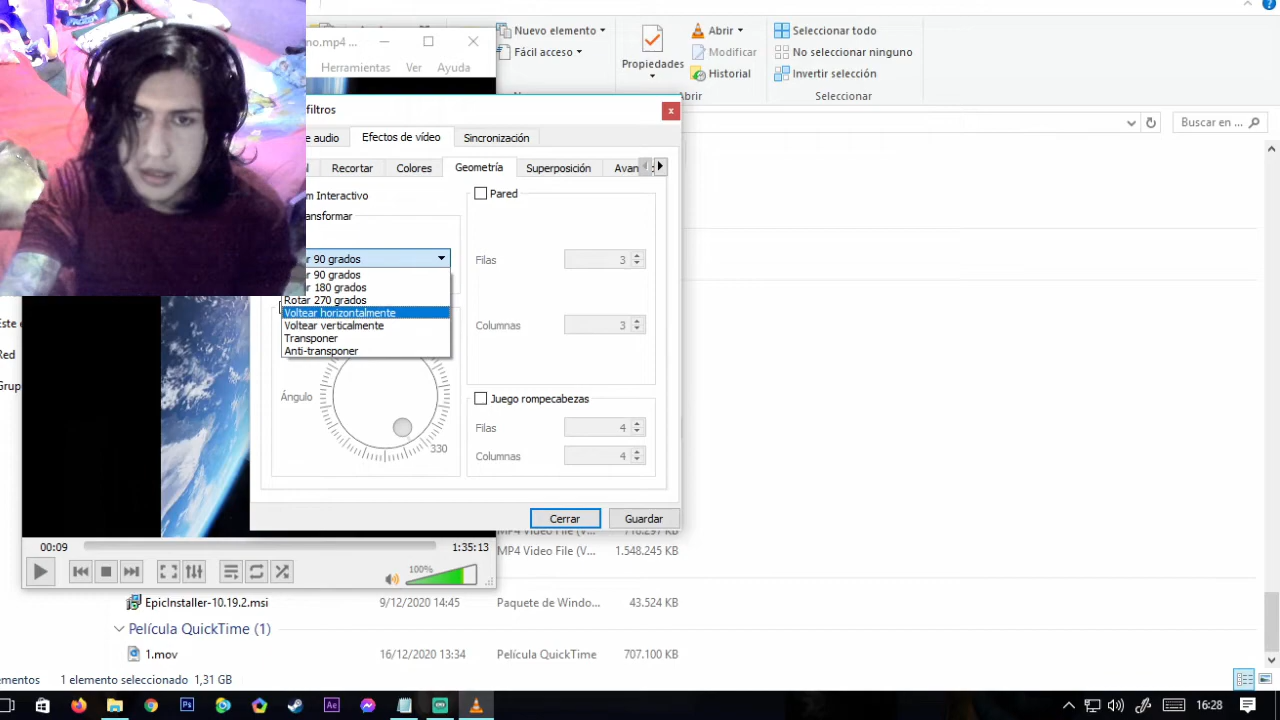 no.mp4
Herramientas Ver Ayuda
Nuevo elemento
Fácil acceso
Propiedades
Abrir
Modificar
Historial
Abrir
Seleccionar todo
No seleccionar ninguno
Invertir selección
Seleccionar
Buscar en ...
filtros
e audio Efectos de vídeo Sincronización
Recortar Colores Geometría Superposición
m Interactivo
ansformar
r 90 grados
r 90 grados
r 180 grados
Rotar 270 grados
Voltear horizontalmente
Voltear verticalmente
Transponer
Anti-transponer
Ángulo
330
Pared
Filas 3
Columnas 3
Juego rompecabezas
Filas 4
Columnas 4
Cerrar Guardar
Este
Red
Grup
00:09 1:35:13
100%
MP4 Video File (V... 1.548.245 KB
EpicInstaller-10.19.2.msi 9/12/2020 14:45 Paquete de Windo... 43.524 KB
Película QuickTime (1)
1.mov 16/12/2020 13:34 Película QuickTime 707.100 KB
ementos 1 elemento seleccionado 1,31 GB
Ps Ae 16:28